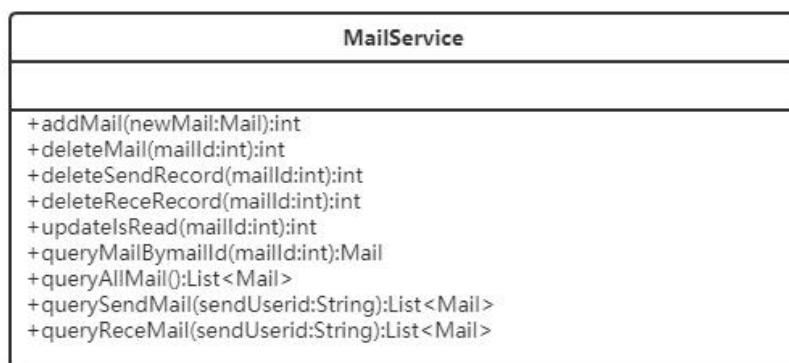 MailService
+addMail(newMail:Mail):int
+deleteMail(mailId:int):int
+deleteSendRecord(mailId:int):int
+deleteReceRecord(mailId:int):int
+updateIsRead(mailId:int):int
+queryMailBymailId(mailId:int):Mail
+queryAllMail():List<Mail>
+querySendMail(sendUserid:String):List<Mail>
+queryReceMail(sendUserid:String):List<Mail>